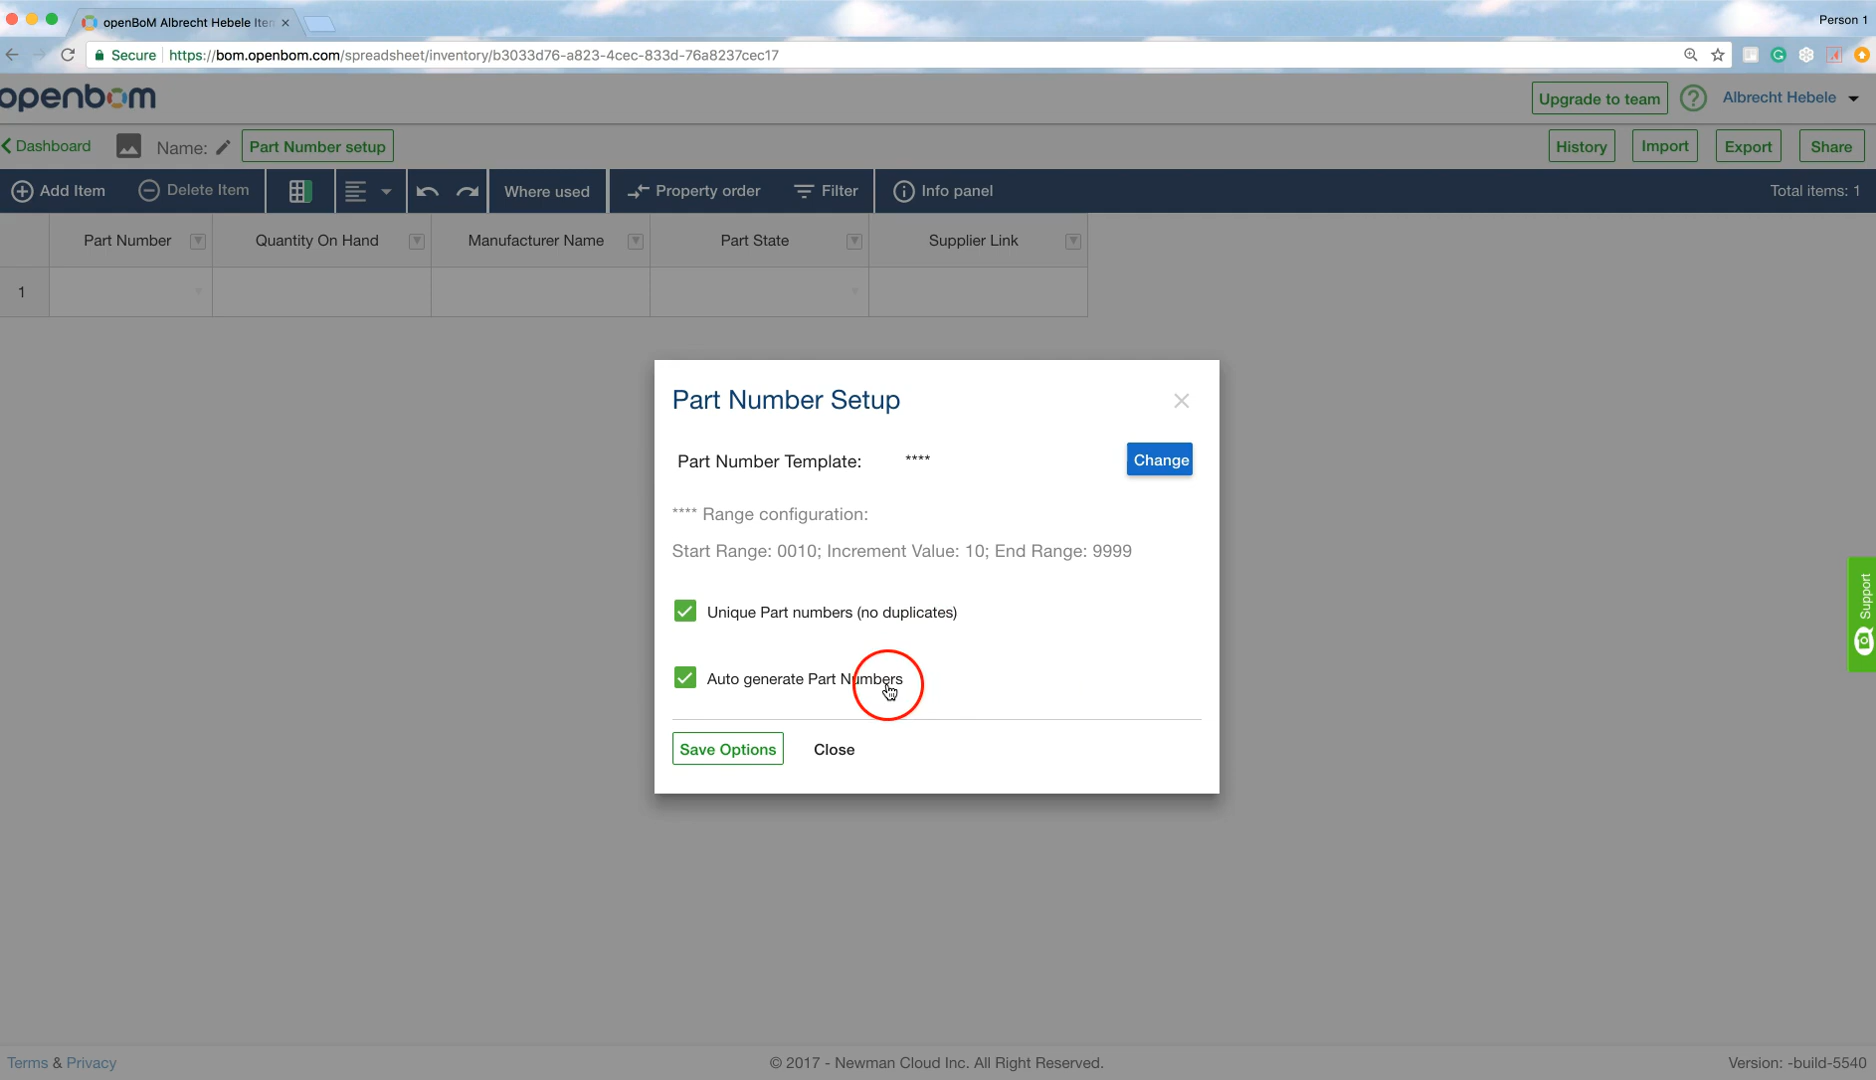 openBoM Albrecht Hebele Iten
Person 1
Secure https://bom.openbom.com/spreadsheet/inventory/b3033d76-a823-4cec-833d-76a8237cec17
openbom
Upgrade to team ? Albrecht Hebele
Dashboard Name: Part Number setup History Import Export Share
Add Item Delete Item Where used Property order Filter Info panel Total items: 1
Part Number Quantity On Hand Manufacturer Name Part State Supplier Link
1
Part Number Setup
Part Number Template: **** Change
**** Range configuration:
Start Range: 0010; Increment Value: 10; End Range: 9999
Unique Part numbers (no duplicates)
Auto generate Part Numbers
Save Options Close
Support
Terms & Privacy © 2017 - Newman Cloud Inc. All Right Reserved. Version: -build-5540